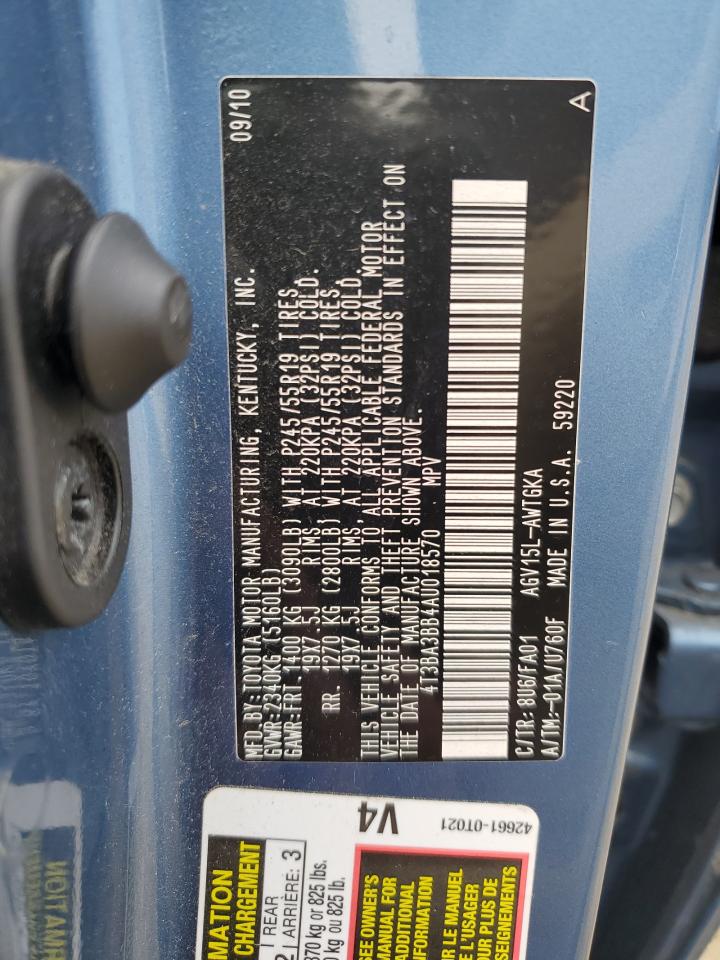 MFD. BY: TOYOTA MOTOR MANUFACTURING, KENTUCKY, INC. 09/10
GVWR: 2340KG (5160LB)
GAWR: FRT. 1400 KG (3090LB) WITH P245/55R19 TIRES,
19X7.5J RIMS, AT 220KPA (32PSI) COLD.
RR. 1270 KG (2800LB) WITH P245/55R19 TIRES,
19X7.5J RIMS, AT 220KPA (32PSI) COLD.
THIS VEHICLE CONFORMS TO ALL APPLICABLE FEDERAL MOTOR
VEHICLE SAFETY AND THEFT PREVENTION STANDARDS IN EFFECT ON
THE DATE OF MANUFACTURE SHOWN ABOVE.
4T3BA3BB4AU018570 MPV
C/TR: 8U6/FA01 AGV15L-AWTGKA
A/TM: -01A/U760F MADE IN U.S.A. 59220 A
MATION
CHARGEMENT
2 REAR
ARRIÈRE: 3
370 kg or 825 lbs.
kg ou 825 lb.
V4
SEE OWNER'S
MANUAL FOR
ADDITIONAL
INFORMATION
R LE MANUEL
L'USAGER
UR PLUS DE
SEIGNEMENTS
42661-0T021